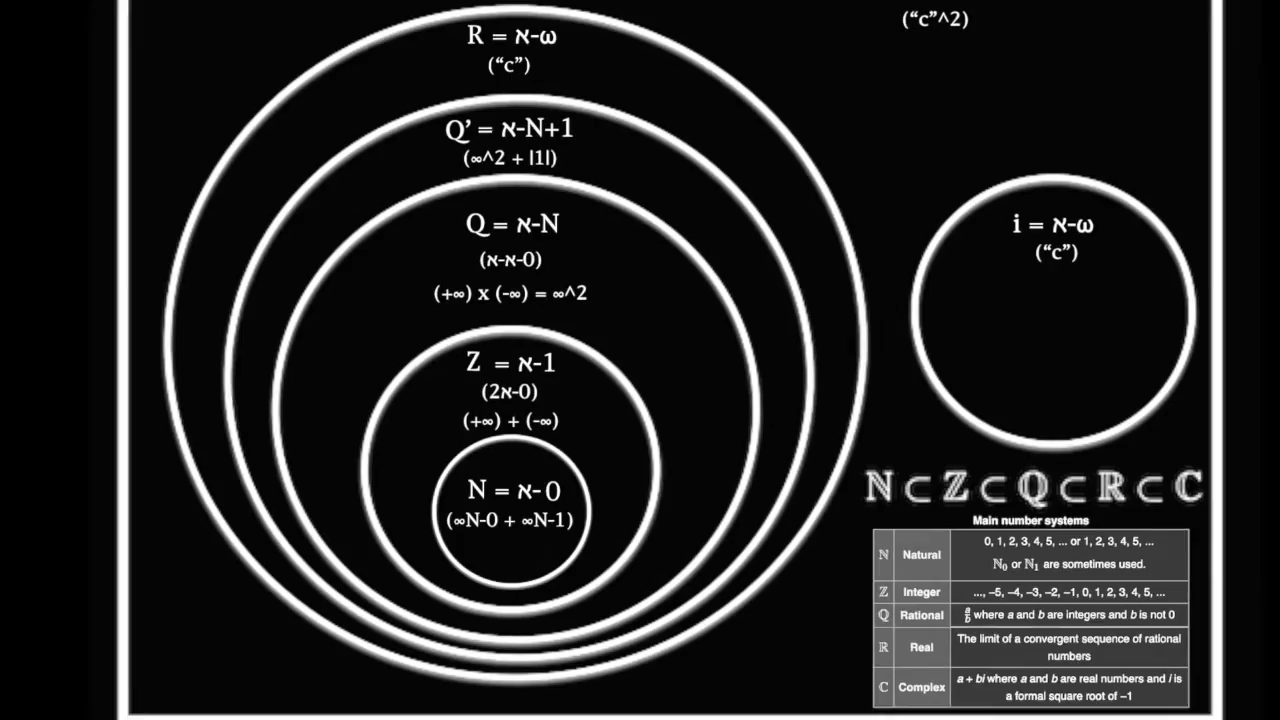 ("c"^2)
R = א-ω
("c")
Q' = א-N+1
(∞^2 + |1|)
Q = א-N
(א-א-0)
(+∞) x (-∞) = ∞^2
Z = א-1
(2א-0)
(+∞) + (-∞)
N = א-0
(∞N-0 + ∞N-1)
i = א-ω
("c")
ℕ ⊂ ℤ ⊂ ℚ ⊂ ℝ ⊂ ℂ
Main number systems
ℕ Natural 0, 1, 2, 3, 4, 5, ... or 1, 2, 3, 4, 5, ...
ℕ₀ or ℕ₁ are sometimes used.
ℤ Integer ..., −5, −4, −3, −2, −1, 0, 1, 2, 3, 4, 5, ...
ℚ Rational a/b where a and b are integers and b is not 0
ℝ Real The limit of a convergent sequence of rational
numbers
ℂ Complex a + bi where a and b are real numbers and i is
a formal square root of −1